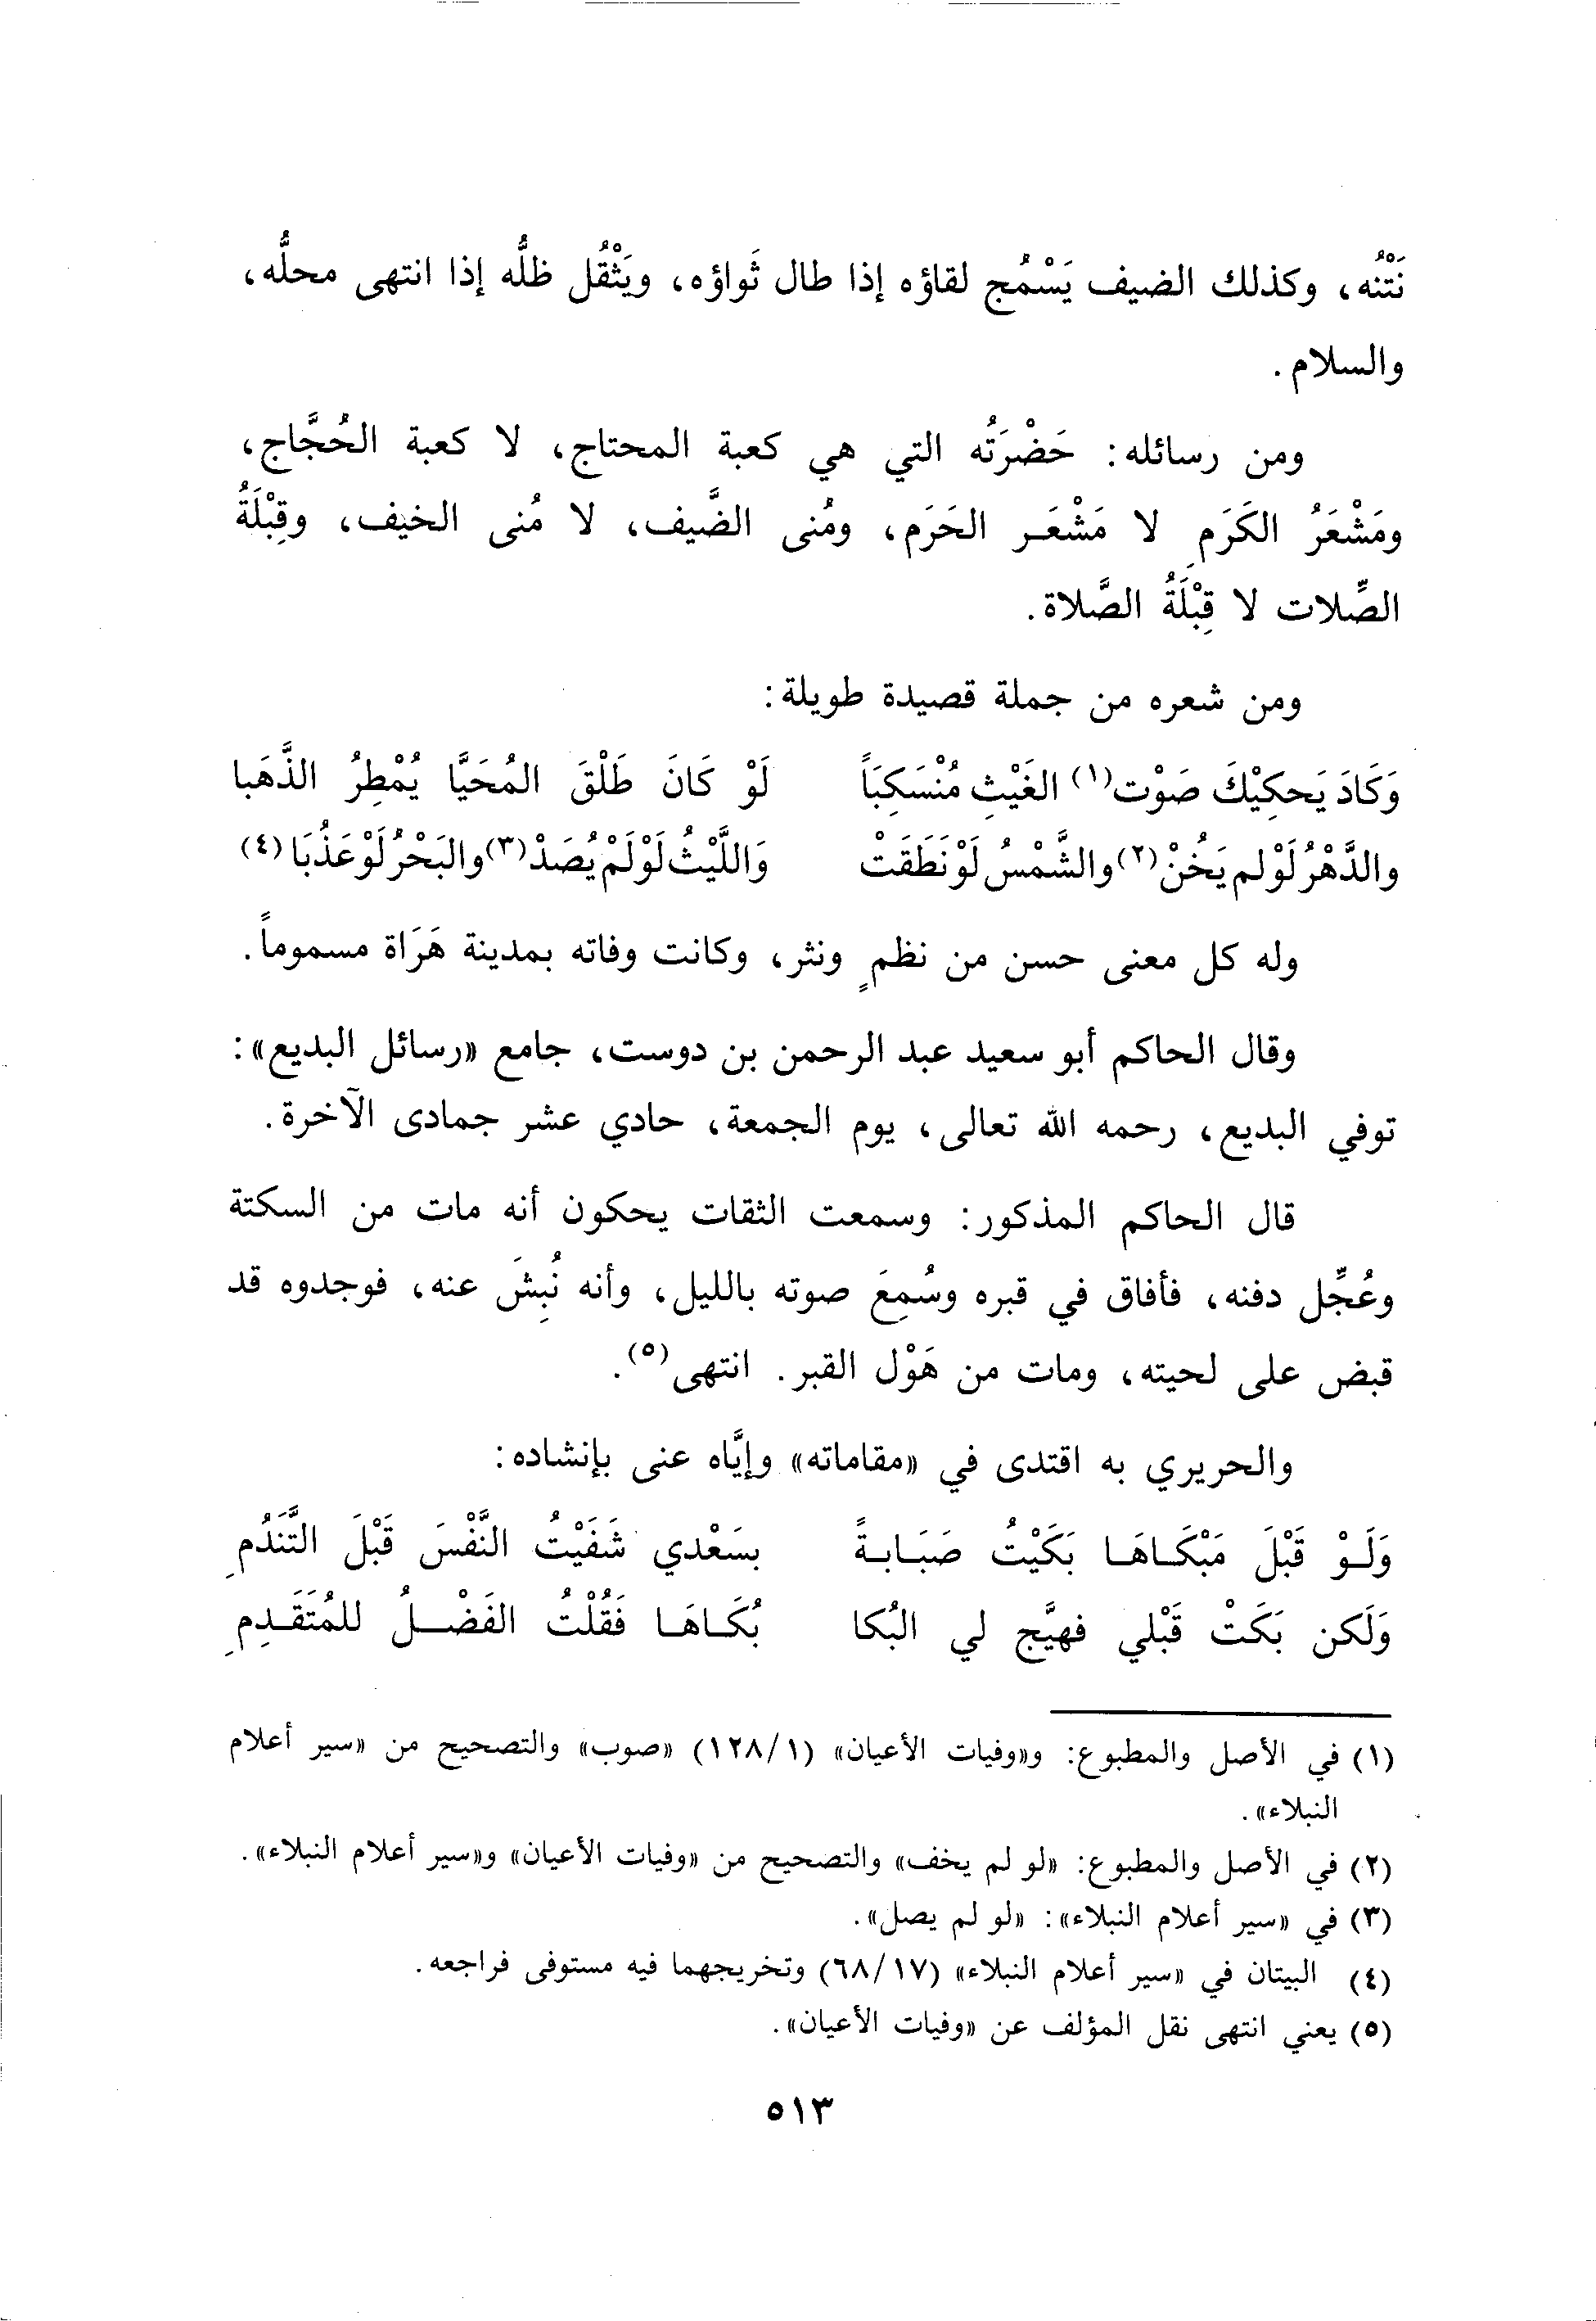 نَتْنُه، وكذلك الضيف يَسْمُج لقاؤه إذا طال ثَواؤه، ويَثْقُل ظلُّه إذا انتهى محلُّه،
والسلام.
ومن رسائله: حَضْرَتُه التي هي كعبة المحتاج، لا كعبة الحُجَّاج،
ومَشْعَرُ الكَرَمِ لا مَشْعَر الحَرَم، ومُنى الضَّيف، لا مُنى الخيف، وقِبْلَةُ
الصِّلات لا قِبْلَةُ الصَّلاة.
ومن شعره من جملة قصيدة طويلة:
وَكَادَ يَحكِيْكَ صَوْت(١) الغَيْثِ مُنْسَكِبَاً لَوْ كَانَ طَلْقَ المُحَيَّا يُمْطِرُ الذَّهَبا
والدَّهْرُ لَوْ لم يَخُنْ(٢) والشَّمْسُ لَوْ نَطَقَتْ وَاللَّيْثُ لَوْ لَمْ يُصَدْ(٣) والبَحْرُ لَوْ عَذُبَا(٤)
وله كل معنى حسن من نظمٍ ونثر، وكانت وفاته بمدينة هَرَاة مسموماً.
وقال الحاكم أبو سعيد عبد الرحمن بن دوست، جامع «رسائل البديع»:
توفي البديع، رحمه الله تعالى، يوم الجمعة، حادي عشر جمادى الآخرة.
قال الحاكم المذكور: وسمعت الثقات يحكون أنه مات من السكتة
وعُجِّل دفنه، فأفاق في قبره وسُمِعَ صوته بالليل، وأنه نُبِشَ عنه، فوجدوه قد
قبض على لحيته، ومات من هَوْل القبر. انتهى(٥).
والحريري به اقتدى في «مقاماته» وإيَّاه عنى بإنشاده:
وَلَوْ قَبْلَ مَبْكَاهَا بَكَيْتُ صَبَابةً بسَعْدي شَفَيْتُ النَّفْسَ قَبْلَ التَّنَدُمِ
وَلَكن بَكَتْ قَبْلي فهيَّج لي البُكا بُكَاهَا فَقُلْتُ الفَضْلُ للمُتَقَدِمِ
(١) في الأصل والمطبوع: و«وفيات الأعيان» (١٢٨/١) «صوب» والتصحيح من «سير أعلام
النبلاء».
(٢) في الأصل والمطبوع: «لو لم يخف» والتصحيح من «وفيات الأعيان» و«سير أعلام النبلاء».
(٣) في «سير أعلام النبلاء»: «لو لم يصل».
(٤) البيتان في «سير أعلام النبلاء» (٦٨/١٧) وتخريجهما فيه مستوفى فراجعه.
(٥) يعني انتهى نقل المؤلف عن «وفيات الأعيان».
٥١٣